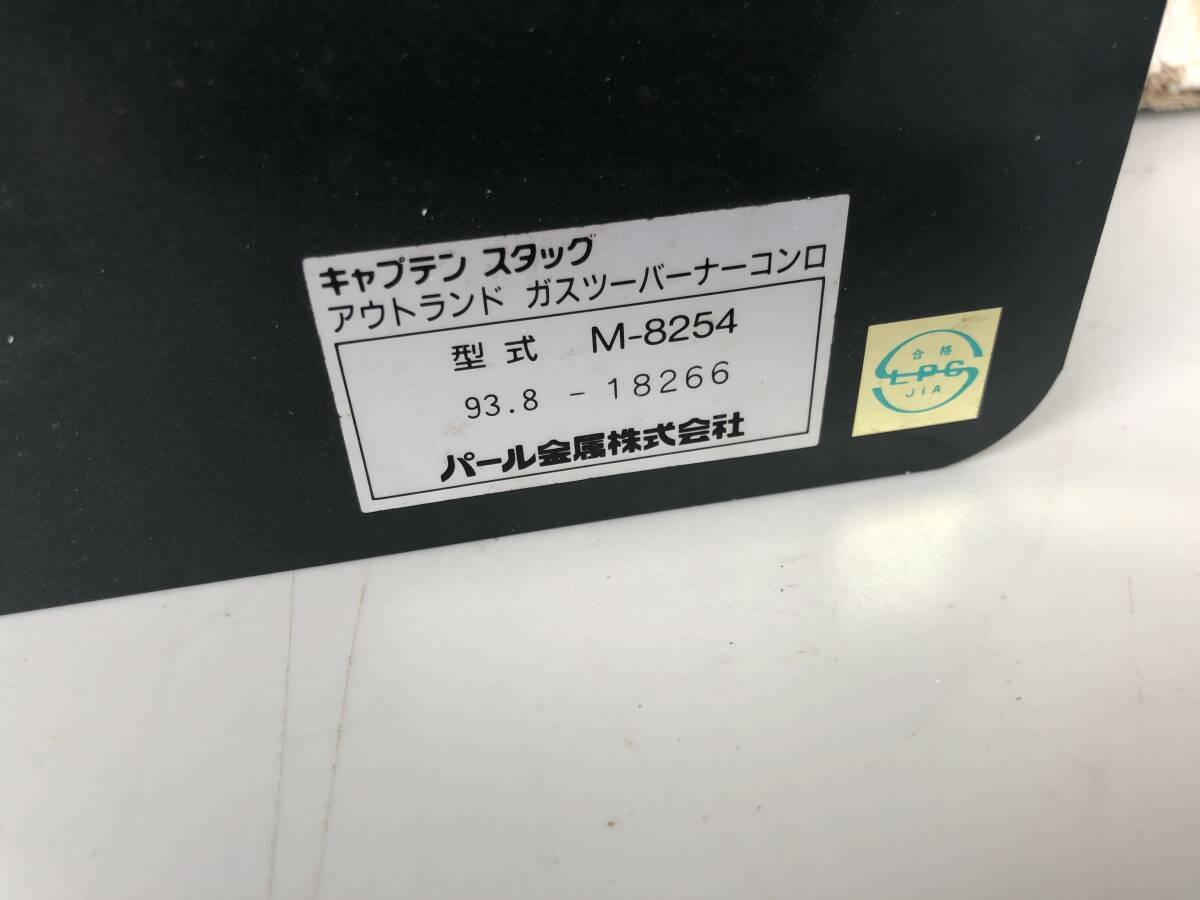 キャプテン スタッグ
アウトランド ガスツーバーナーコンロ
型式 M-8254
93.8 - 18266
パール金属株式会社
合格
LPG
JIA